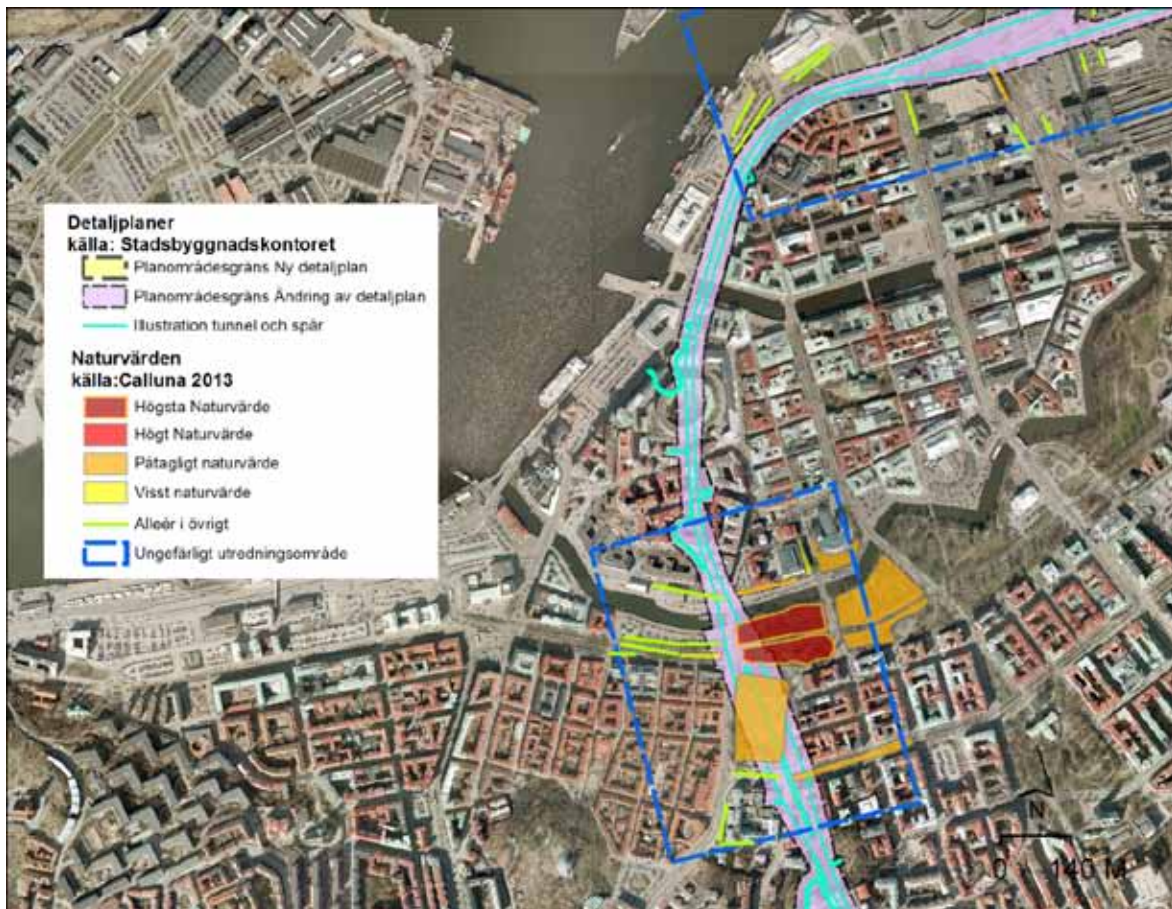 Detaljplaner
källa: Stadsbyggnadskontoret
Planområdesgräns Ny detaljplan
Planområdesgräns Ändring av detaljplan
Illustration tunnel och spår
Naturvärden
källa:Calluna 2013
Högsta Naturvärde
Högt Naturvärde
Påtagligt naturvärde
Visst naturvärde
Alleér i övrigt
Ungefärligt utredningsområde
N
0 140 M